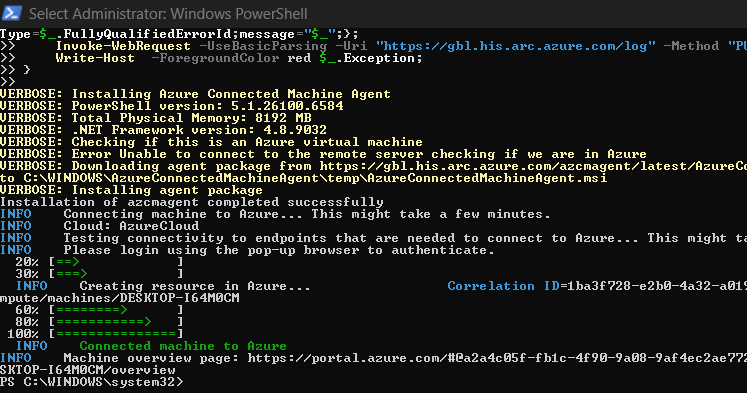 Select Administrator: Windows PowerShell
Type=$_.FullyQualifiedErrorId;message="$_";};
>>     Invoke-WebRequest -UseBasicParsing -Uri "https://gbl.his.arc.azure.com/log" -Method "PU
>>     Write-Host  -ForegroundColor red $_.Exception;
>> }
>>
VERBOSE: Installing Azure Connected Machine Agent
VERBOSE: PowerShell version: 5.1.26100.6584
VERBOSE: Total Physical Memory: 8192 MB
VERBOSE: .NET Framework version: 4.8.9032
VERBOSE: Checking if this is an Azure virtual machine
VERBOSE: Error Unable to connect to the remote server checking if we are in Azure
VERBOSE: Downloading agent package from https://gbl.his.arc.azure.com/azcmagent/latest/AzureCo
to C:\WINDOWS\AzureConnectedMachineAgent\temp\AzureConnectedMachineAgent.msi
VERBOSE: Installing agent package
Installation of azcmagent completed successfully
INFO    Connecting machine to Azure... This might take a few minutes.
INFO    Cloud: AzureCloud
INFO    Testing connectivity to endpoints that are needed to connect to Azure... This might ta
INFO    Please login using the pop-up browser to authenticate.
20% [==>            ]
30% [===>           ]
INFO    Creating resource in Azure...                 Correlation ID=1ba3f728-e2b0-4a32-a019
mpute/machines/DESKTOP-I64M0CM
60% [========>      ]
80% [===========>   ]
100% [===============]
INFO    Connected machine to Azure
INFO    Machine overview page: https://portal.azure.com/#@a2a4c05f-fb1c-4f90-9a08-9af4ec2ae772
SKTOP-I64M0CM/overview
PS C:\WINDOWS\system32>